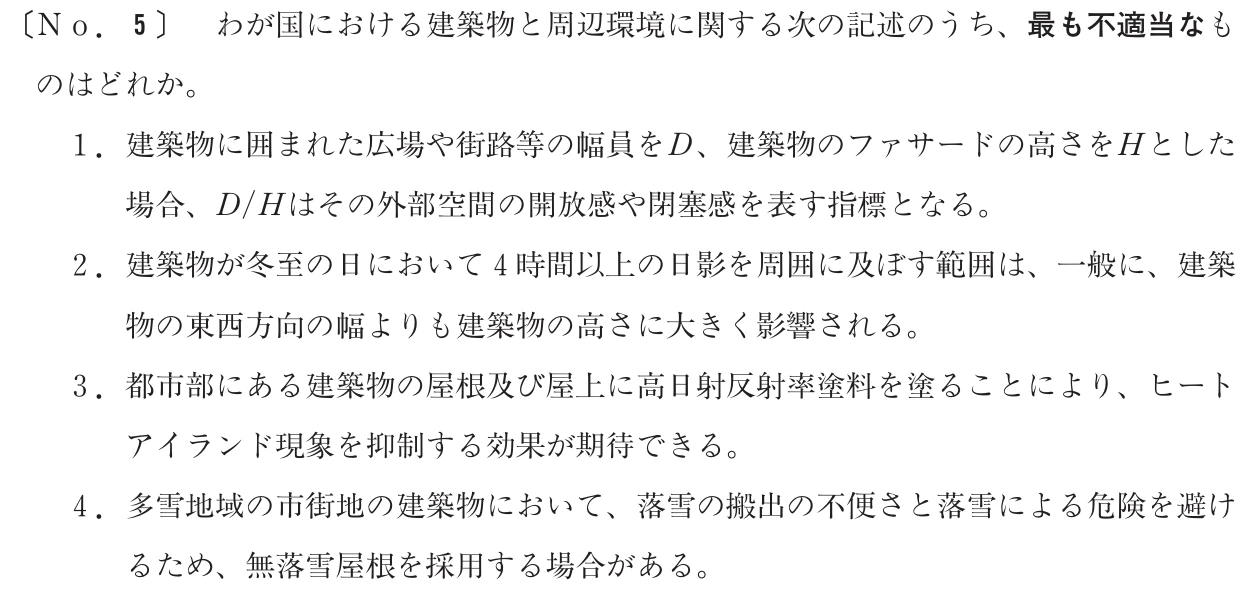 〔Ｎｏ．５〕　わが国における建築物と周辺環境に関する次の記述のうち、最も不適当なも
のはどれか。
１．建築物に囲まれた広場や街路等の幅員をD、建築物のファサードの高さをHとした
場合、D/Hはその外部空間の開放感や閉塞感を表す指標となる。
２．建築物が冬至の日において４時間以上の日影を周囲に及ぼす範囲は、一般に、建築
物の東西方向の幅よりも建築物の高さに大きく影響される。
３．都市部にある建築物の屋根及び屋上に高日射反射率塗料を塗ることにより、ヒート
アイランド現象を抑制する効果が期待できる。
４．多雪地域の市街地の建築物において、落雪の搬出の不便さと落雪による危険を避け
るため、無落雪屋根を採用する場合がある。